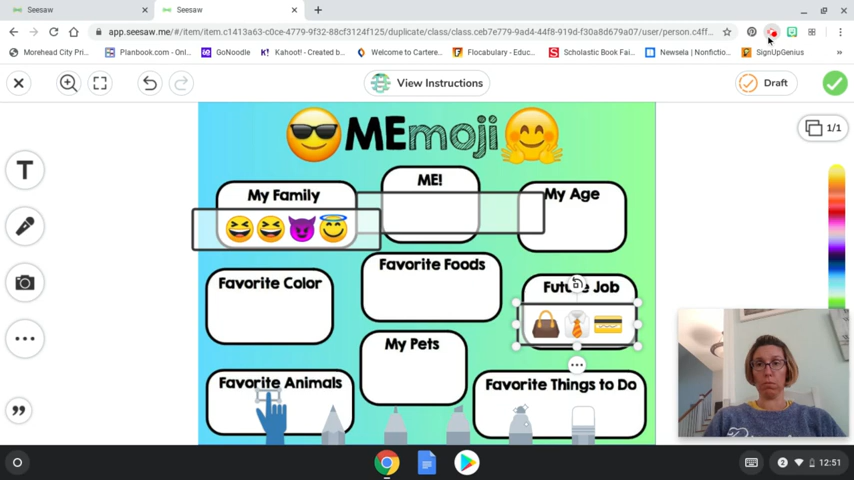 Seesaw
Seesaw
app.seesaw.me/#/item/item.c1413a63-c0ce-4779-9f32-88cf3124f125/duplicate/class/class.ceb7e779-9ad4-44f8-919d-f30a8d679a07/user/person.c4ff...
Morehead City Pri...
Planbook.com - Onl...
GoNoodle
Kahoot! - Created b...
Welcome to Cartere...
Flocabulary - Educ...
Scholastic Book Fai...
Newsela | Nonfictio...
SignUpGenius
View Instructions
Draft
1/1
T
MEmoji
My Family
ME!
My Age
Favorite Color
Favorite Foods
Future Job
My Pets
Favorite Animals
Favorite Things to Do
2
12:51